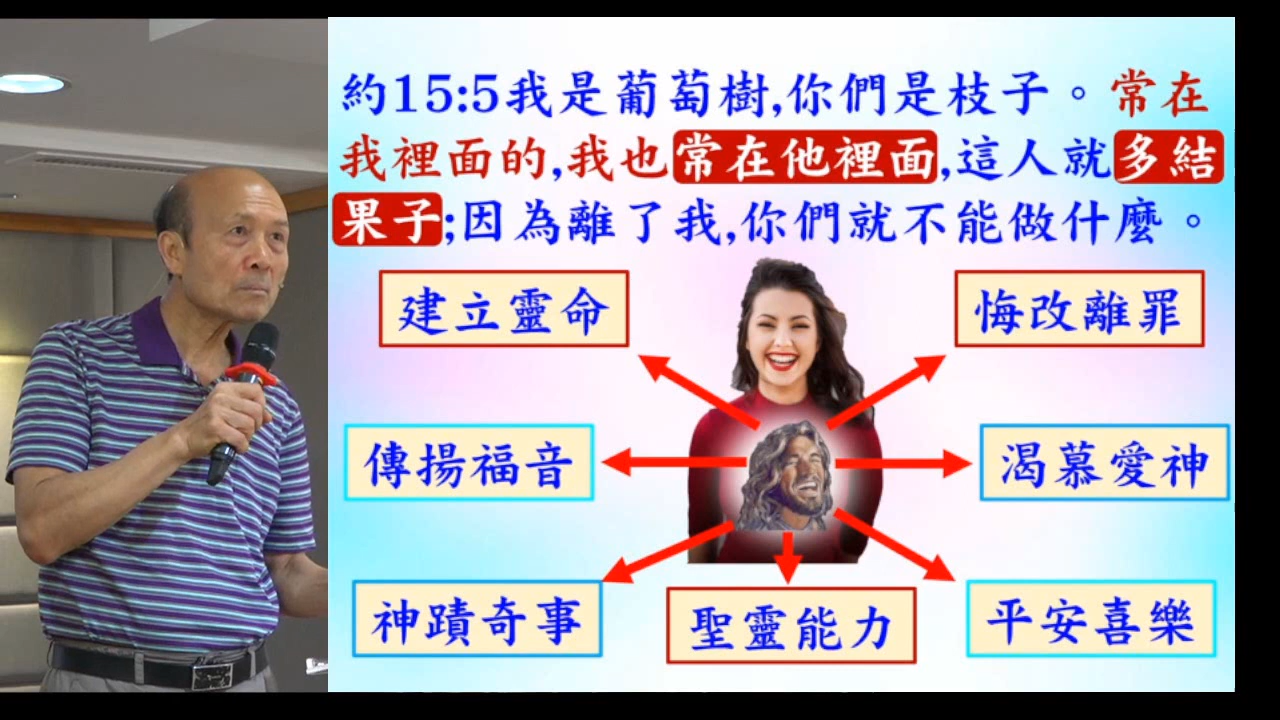 約15:5我是葡萄樹,你們是枝子。常在
我裡面的,我也常在他裡面,這人就多結
果子;因為離了我,你們就不能做什麼。
建立靈命
悔改離罪
傳揚福音
渴慕愛神
神蹟奇事
聖靈能力
平安喜樂